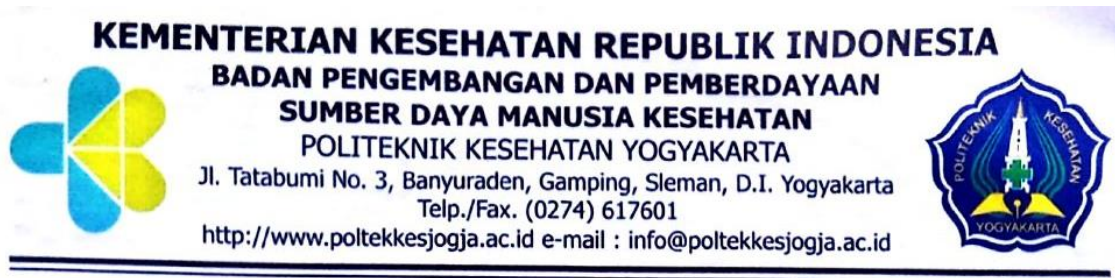 KEMENTERIAN KESEHATAN REPUBLIK INDONESIA
BADAN PENGEMBANGAN DAN PEMBERDAYAAN
SUMBER DAYA MANUSIA KESEHATAN
POLITEKNIK KESEHATAN YOGYAKARTA
Jl. Tatabumi No. 3, Banyuraden, Gamping, Sleman, D.I. Yogyakarta
Telp./Fax. (0274) 617601
http://www.poltekkesjogja.ac.id e-mail : info@poltekkesjogja.ac.id
POLITEKNIK KESEHATAN
YOGYAKARTA